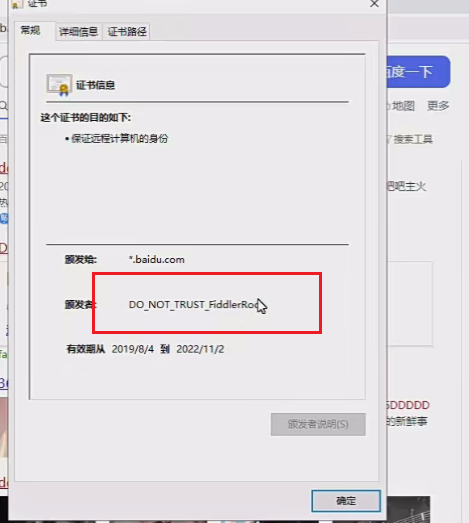 证书
常规 详细信息 证书路径
证书信息
这个证书的目的如下:
• 保证远程计算机的身份
颁发给: *.baidu.com
颁发者: DO_NOT_TRUST_FiddlerRoo
有效期从 2019/8/4 到 2022/11/2
颁发者说明(S)
确定
百度一下
地图 更多
搜索工具
吧吧主火
SDDDDD
的新鲜事